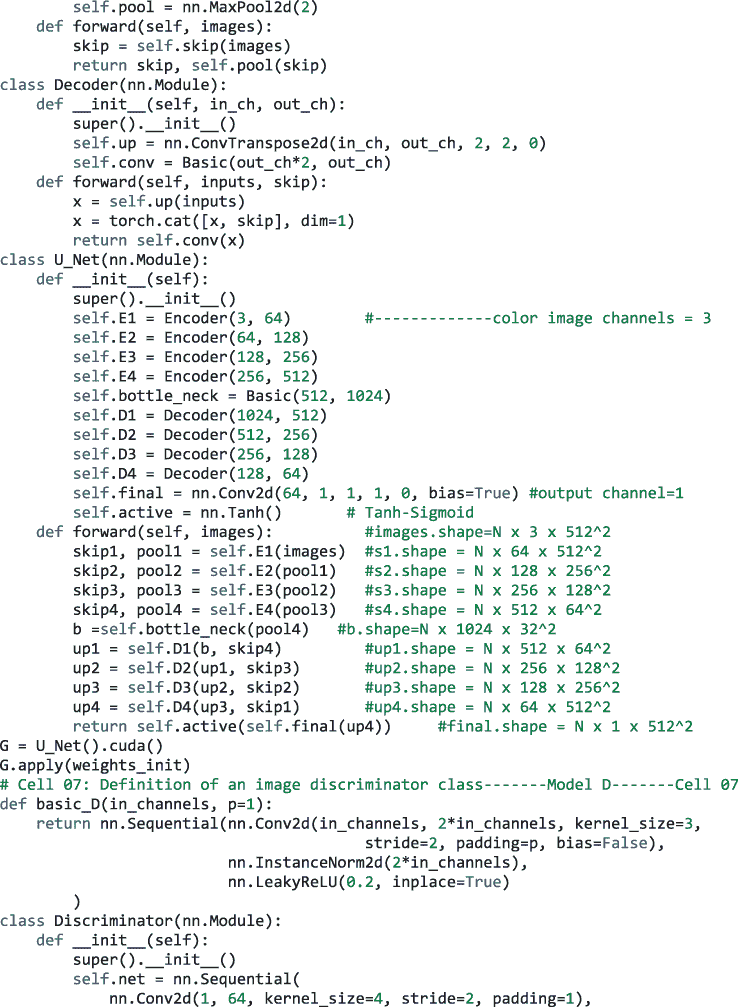 self.pool = nn.MaxPool2d(2)
    def forward(self, images):
        skip = self.skip(images)
        return skip, self.pool(skip)
class Decoder(nn.Module):
    def __init__(self, in_ch, out_ch):
        super().__init__()
        self.up = nn.ConvTranspose2d(in_ch, out_ch, 2, 2, 0)
        self.conv = Basic(out_ch*2, out_ch)
    def forward(self, inputs, skip):
        x = self.up(inputs)
        x = torch.cat([x, skip], dim=1)
        return self.conv(x)
class U_Net(nn.Module):
    def __init__(self):
        super().__init__()
        self.E1 = Encoder(3, 64)        #-------------color image channels = 3
        self.E2 = Encoder(64, 128)
        self.E3 = Encoder(128, 256)
        self.E4 = Encoder(256, 512)
        self.bottle_neck = Basic(512, 1024)
        self.D1 = Decoder(1024, 512)
        self.D2 = Decoder(512, 256)
        self.D3 = Decoder(256, 128)
        self.D4 = Decoder(128, 64)
        self.final = nn.Conv2d(64, 1, 1, 1, 0, bias=True) #output channel=1
        self.active = nn.Tanh()       # Tanh-Sigmoid
    def forward(self, images):          #images.shape=N x 3 x 512^2
        skip1, pool1 = self.E1(images)  #s1.shape = N x 64 x 512^2
        skip2, pool2 = self.E2(pool1)   #s2.shape = N x 128 x 256^2
        skip3, pool3 = self.E3(pool2)   #s3.shape = N x 256 x 128^2
        skip4, pool4 = self.E4(pool3)   #s4.shape = N x 512 x 64^2
        b =self.bottle_neck(pool4)   #b.shape=N x 1024 x 32^2
        up1 = self.D1(b, skip4)         #up1.shape = N x 512 x 64^2
        up2 = self.D2(up1, skip3)       #up2.shape = N x 256 x 128^2
        up3 = self.D3(up2, skip2)       #up3.shape = N x 128 x 256^2
        up4 = self.D4(up3, skip1)       #up4.shape = N x 64 x 512^2
        return self.active(self.final(up4))     #final.shape = N x 1 x 512^2
G = U_Net().cuda()
G.apply(weights_init)
# Cell 07: Definition of an image discriminator class-------Model D-------Cell 07
def basic_D(in_channels, p=1):
    return nn.Sequential(nn.Conv2d(in_channels, 2*in_channels, kernel_size=3,
                                        stride=2, padding=p, bias=False),
                         nn.InstanceNorm2d(2*in_channels),
                         nn.LeakyReLU(0.2, inplace=True)
        )
class Discriminator(nn.Module):
    def __init__(self):
        super().__init__()
        self.net = nn.Sequential(
            nn.Conv2d(1, 64, kernel_size=4, stride=2, padding=1),